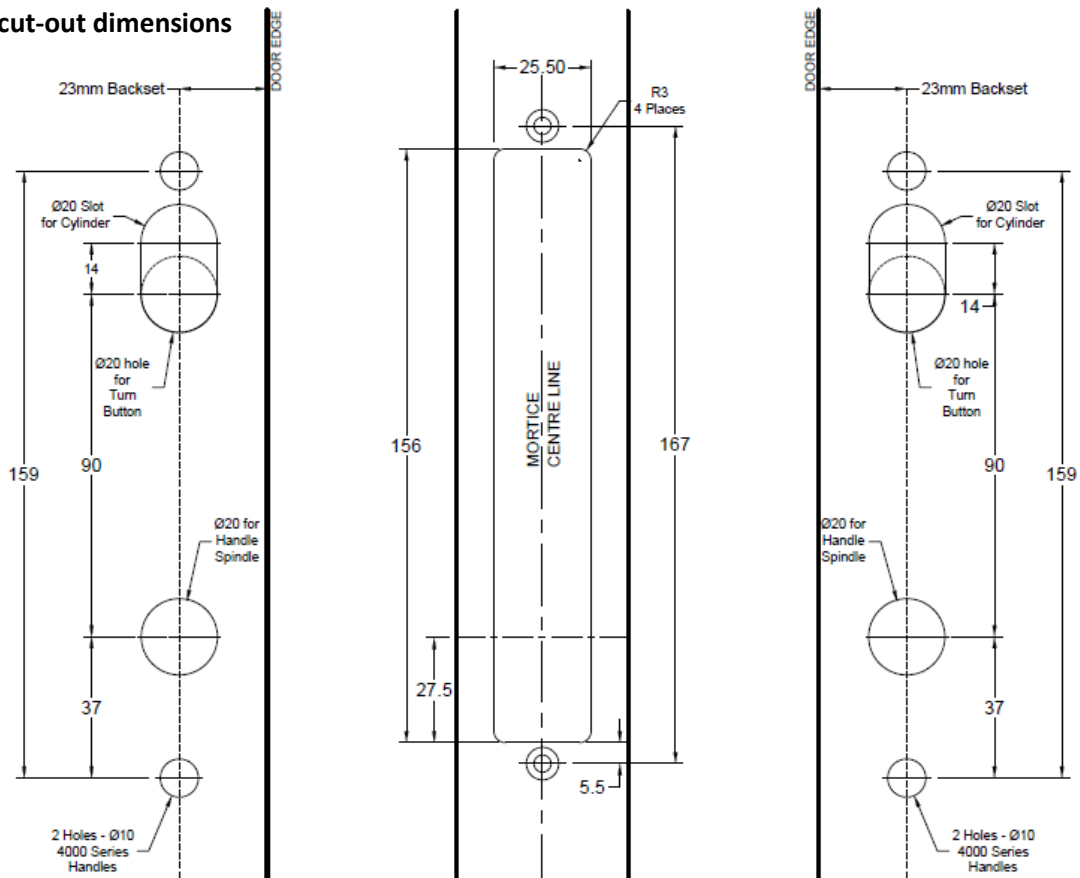 cut-out dimensions
DOOR EDGE
23mm Backset
Ø20 Slot
for Cylinder
14
Ø20 hole
for
Turn
Button
159
90
Ø20 for
Handle
Spindle
37
2 Holes - Ø10
4000 Series
Handles
25.50
R3
4 Places
156
MORTICE
CENTRE LINE
167
27.5
5.5
DOOR EDGE
23mm Backset
Ø20 Slot
for Cylinder
14
Ø20 hole
for
Turn
Button
90
159
Ø20 for
Handle
Spindle
37
2 Holes - Ø10
4000 Series
Handles